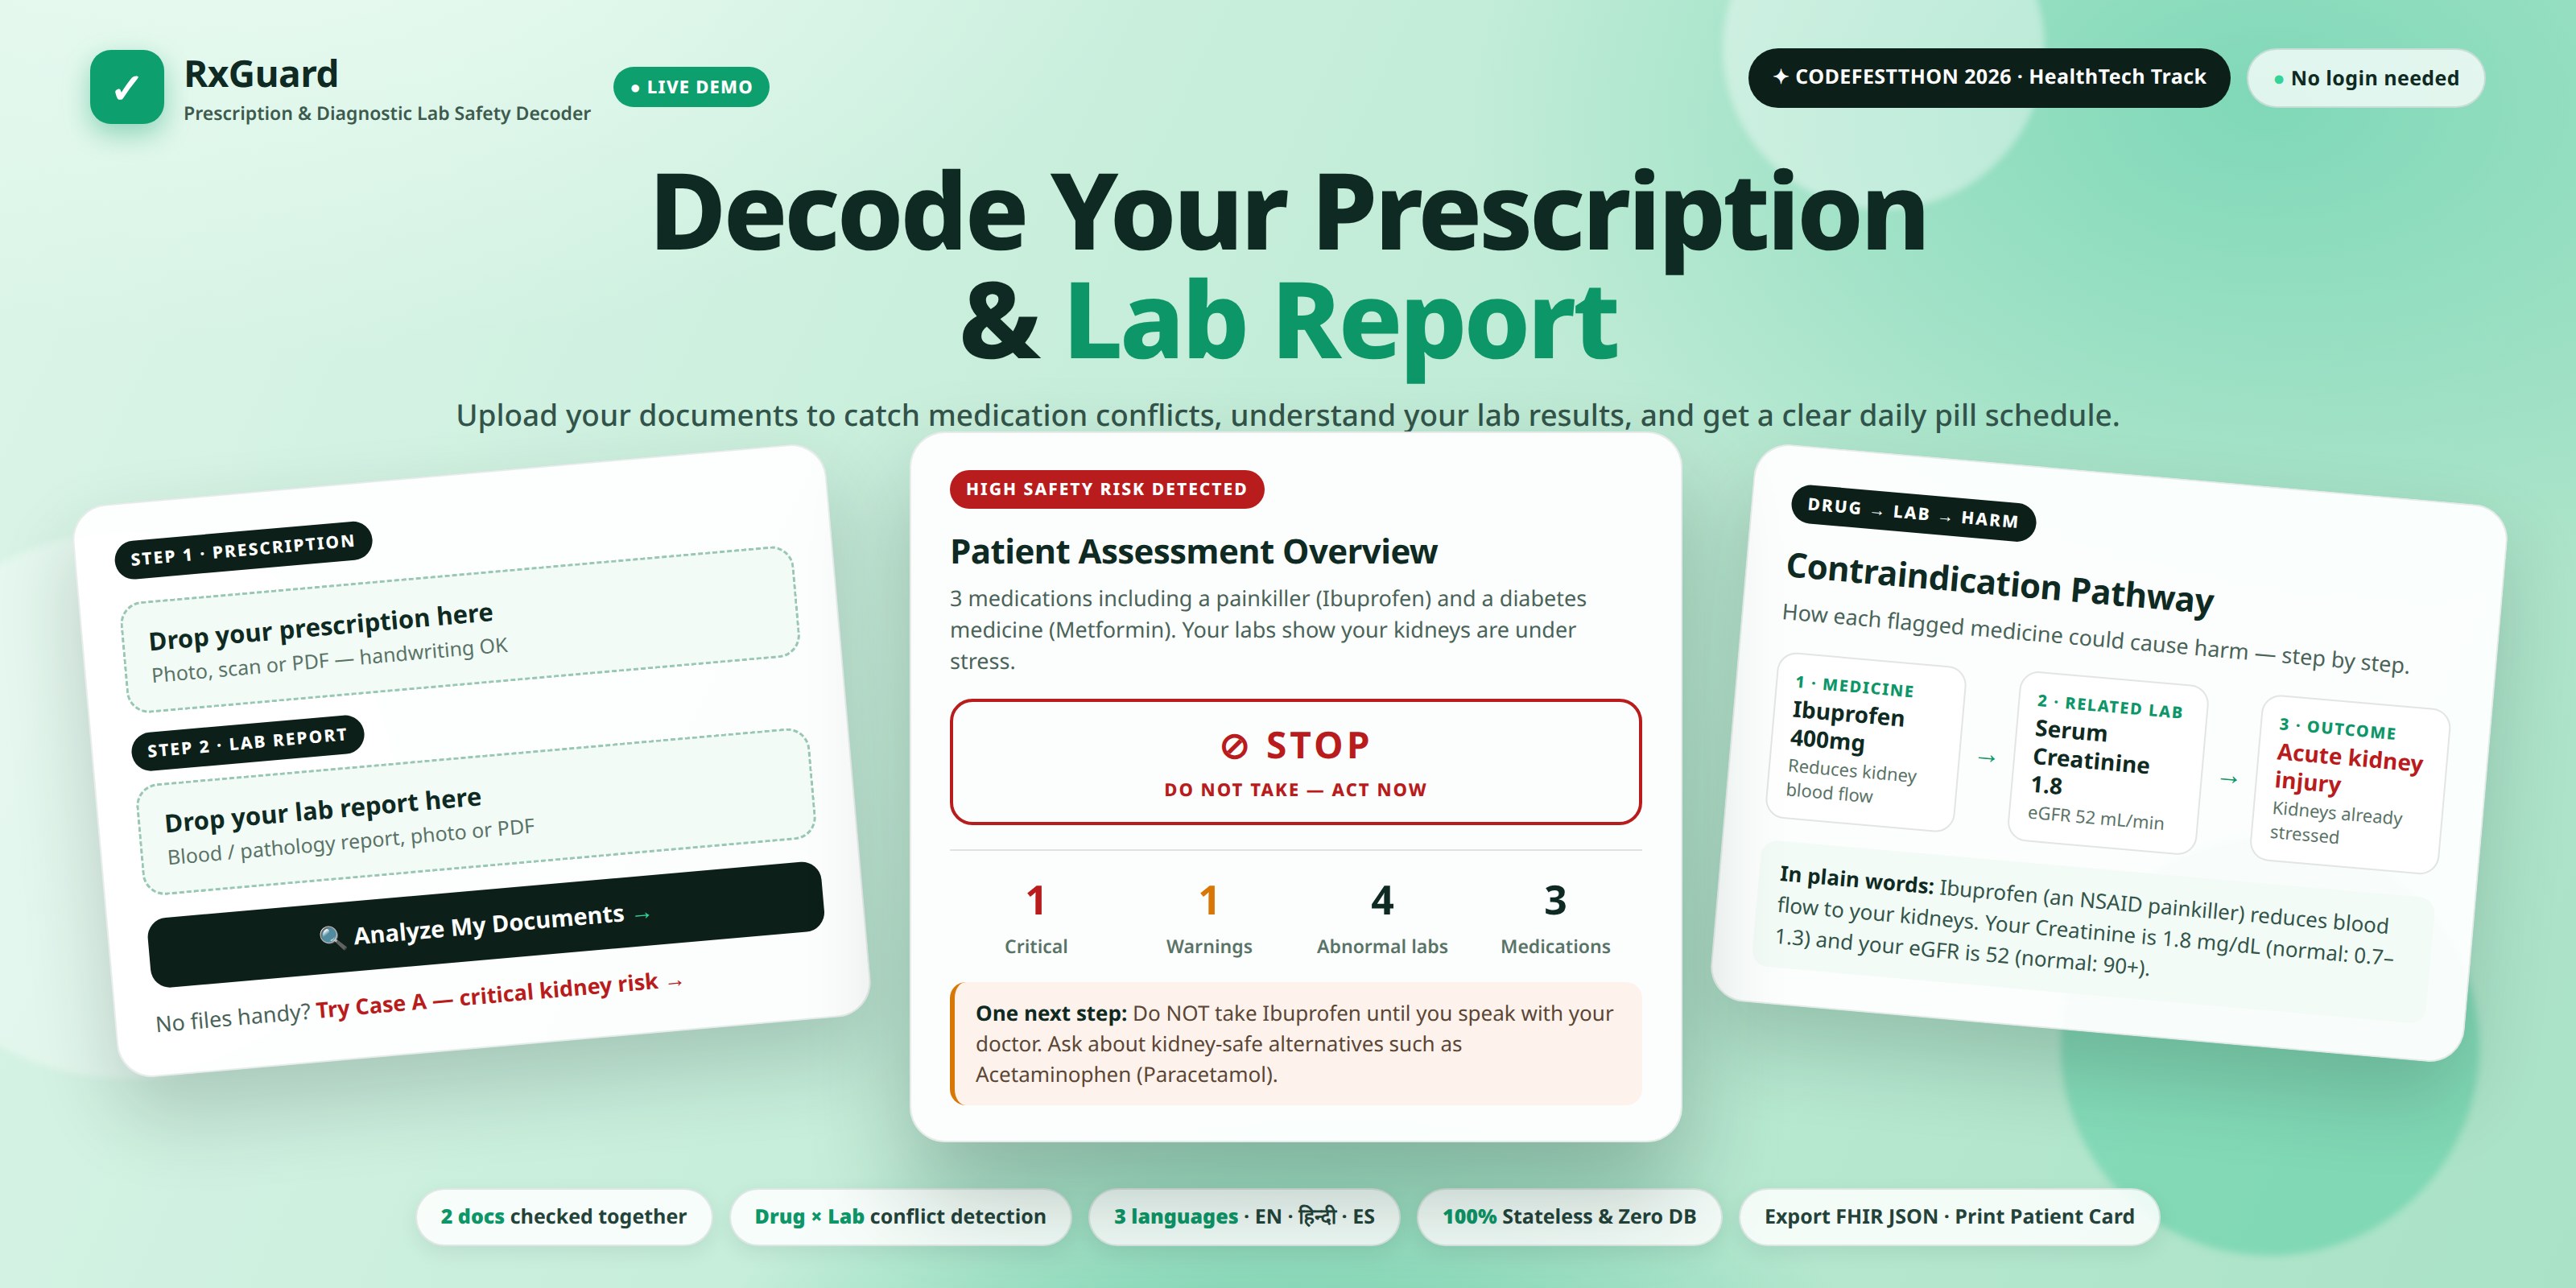 ✓ RxGuard
Prescription & Diagnostic Lab Safety Decoder
● LIVE DEMO
✦ CODEFESTTHON 2026 · HealthTech Track
● No login needed
Decode Your Prescription
& Lab Report
Upload your documents to catch medication conflicts, understand your lab results, and get a clear daily pill schedule.
STEP 1 · PRESCRIPTION
Drop your prescription here
Photo, scan or PDF — handwriting OK
STEP 2 · LAB REPORT
Drop your lab report here
Blood / pathology report, photo or PDF
🔍 Analyze My Documents →
No files handy? Try Case A — critical kidney risk →
HIGH SAFETY RISK DETECTED
Patient Assessment Overview
3 medications including a painkiller (Ibuprofen) and a diabetes
medicine (Metformin). Your labs show your kidneys are under
stress.
⊘ STOP
DO NOT TAKE — ACT NOW
1 Critical
1 Warnings
4 Abnormal labs
3 Medications
One next step: Do NOT take Ibuprofen until you speak with your
doctor. Ask about kidney-safe alternatives such as
Acetaminophen (Paracetamol).
DRUG → LAB → HARM
Contraindication Pathway
How each flagged medicine could cause harm — step by step.
1 · MEDICINE
Ibuprofen
400mg
Reduces kidney
blood flow
→
2 · RELATED LAB
Serum
Creatinine
1.8
eGFR 52 mL/min
→
3 · OUTCOME
Acute kidney
injury
Kidneys already
stressed
In plain words: Ibuprofen (an NSAID painkiller) reduces blood
flow to your kidneys. Your Creatinine is 1.8 mg/dL (normal: 0.7–
1.3) and your eGFR is 52 (normal: 90+).
2 docs checked together
Drug × Lab conflict detection
3 languages · EN · हिन्दी · ES
100% Stateless & Zero DB
Export FHIR JSON · Print Patient Card